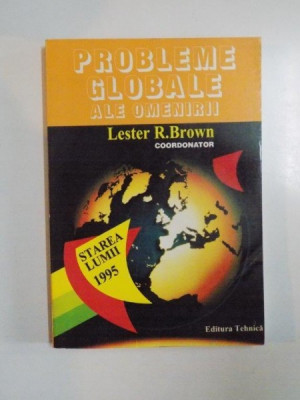 PROBLEME
GLOBALE
ALE OMENIRII
Lester R.Brown
COORDONATOR
STAREA
LUMII
1995
Editura Tehnică